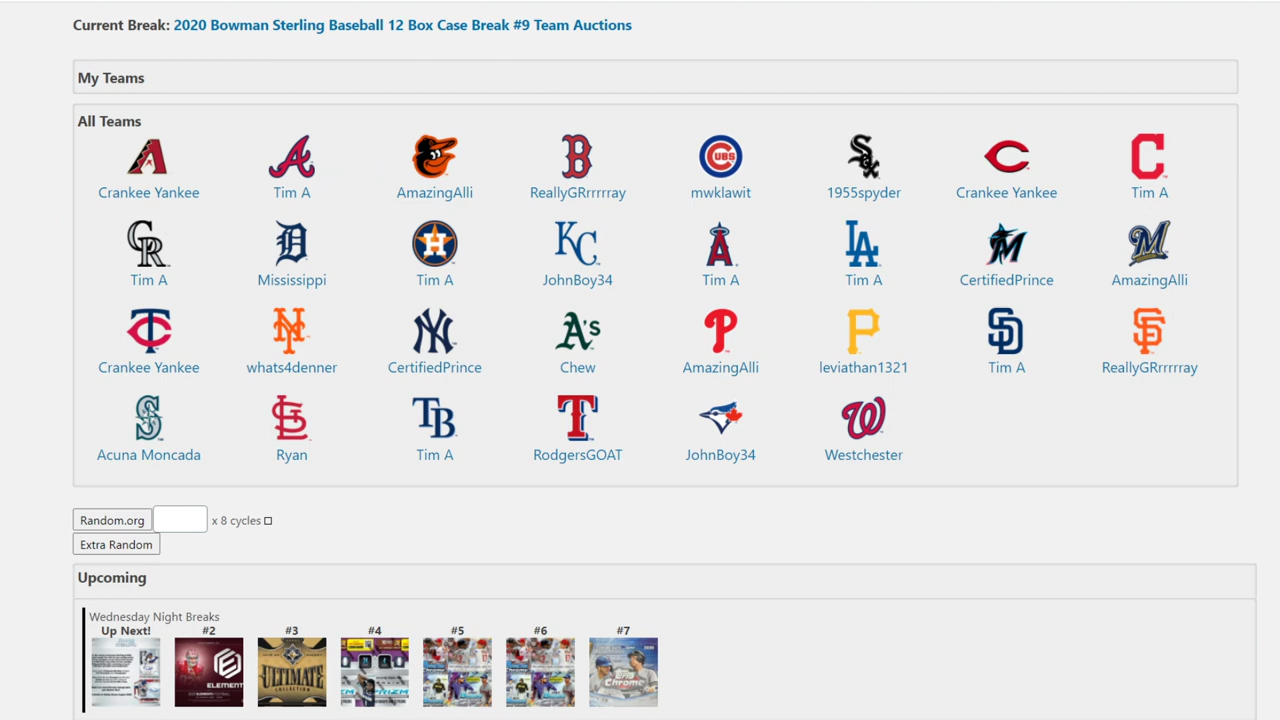 Current Break: 2020 Bowman Sterling Baseball 12 Box Case Break #9 Team Auctions
My Teams
All Teams
Crankee Yankee Tim A AmazingAlli ReallyGRrrrrray mwklawit 1955spyder Crankee Yankee Tim A
Tim A Mississippi Tim A JohnBoy34 Tim A Tim A CertifiedPrince AmazingAlli
Crankee Yankee whats4denner CertifiedPrince Chew AmazingAlli leviathan1321 Tim A ReallyGRrrrrray
Acuna Moncada Ryan Tim A RodgersGOAT JohnBoy34 Westchester
Random.org x 8 cycles
Extra Random
Upcoming
Wednesday Night Breaks
Up Next! #2 #3 #4 #5 #6 #7
ELEMENT
ULTIMATE
COLLECTION
Chrome